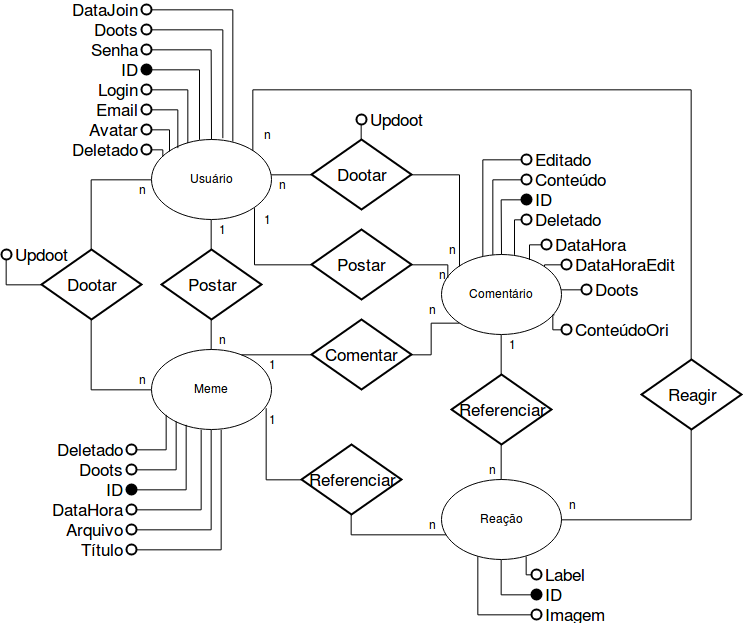 DataJoin
Doots
Senha
ID
Login
Email
Avatar
Deletado
Usuário
n
n
n
1
1
Updoot
Dootar
n
Editado
Conteúdo
ID
Deletado
DataHora
DataHoraEdit
Doots
ConteúdoOri
Comentário
Postar
n
n
1
Updoot
Dootar
Postar
n
n
Comentar
1
Meme
1
Referenciar
Reagir
Deletado
Doots
ID
DataHora
Arquivo
Título
Referenciar
n
n
n
Reação
Label
ID
Imagem